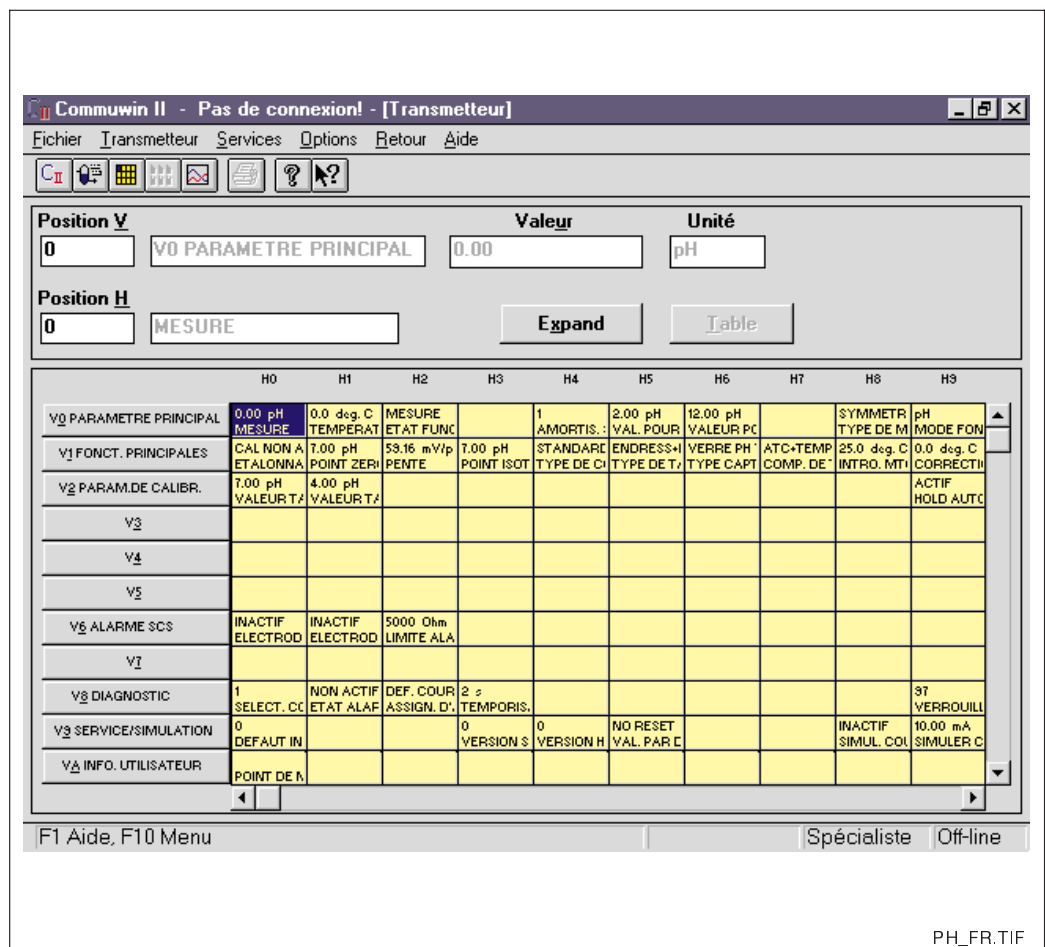 Commuwin II - Pas de connexion! - [Transmetteur]
Fichier Transmetteur Services Options Retour Aide
Position V Valeur Unité
0 V0 PARAMETRE PRINCIPAL 0.00 pH
Position H
0 MESURE Expand Table
H0 H1 H2 H3 H4 H5 H6 H7 H8 H9
V0 PARAMETRE PRINCIPAL 0.00 pH 0.0 deg. C MESURE 1 2.00 pH 12.00 pH SYMMETR pH
MESURE TEMPERAT ETAT FUNC AMORTIS. : VAL. POUR VALEUR PO TYPE DE M MODE FON
V1 FONCT. PRINCIPALES CAL NON A 7.00 pH 59.16 mV/p 7.00 pH STANDARD ENDRESS+ VERRE PH ATC+TEMP 25.0 deg. C 0.0 deg. C
ETALONNA POINT ZER POINT ISOT PENTE TYPE DE TYPE DE T TYPE CAPT COMP. DE INTRO. MT CORRECTI
V2 PARAM.DE CALIBR. 7.00 pH 4.00 pH ACTIF
VALEUR TA VALEUR TA HOLD AUTO
V3
V4
V5
V6 ALARME SCS INACTIF INACTIF 5000 Ohm
ELECTROD ELECTROD LIMITE ALA
V7
V8 DIAGNOSTIC 1 NON ACTIF DEF. COUR 2 s 97
SELECT. CO ETAT ALAR ASSIGN. D'. TEMPORIS. VERROUILL
V9 SERVICE/SIMULATION 0 0 0 NO RESET INACTIF 10.00 mA
DEFAUT IN VERSION S VERSION H VAL. PAR D SIMUL. COU SIMULER C
VA INFO. UTILISATEUR
POINT DE M
F1 Aide, F10 Menu Spécialiste Off-line
PH_FR.TIF